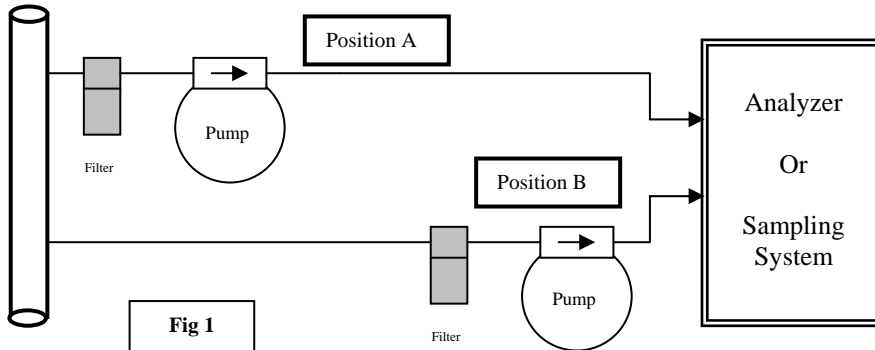 Position A
Pump
Filter
Analyzer
Or
Sampling
System
Position B
Pump
Filter
Fig 1